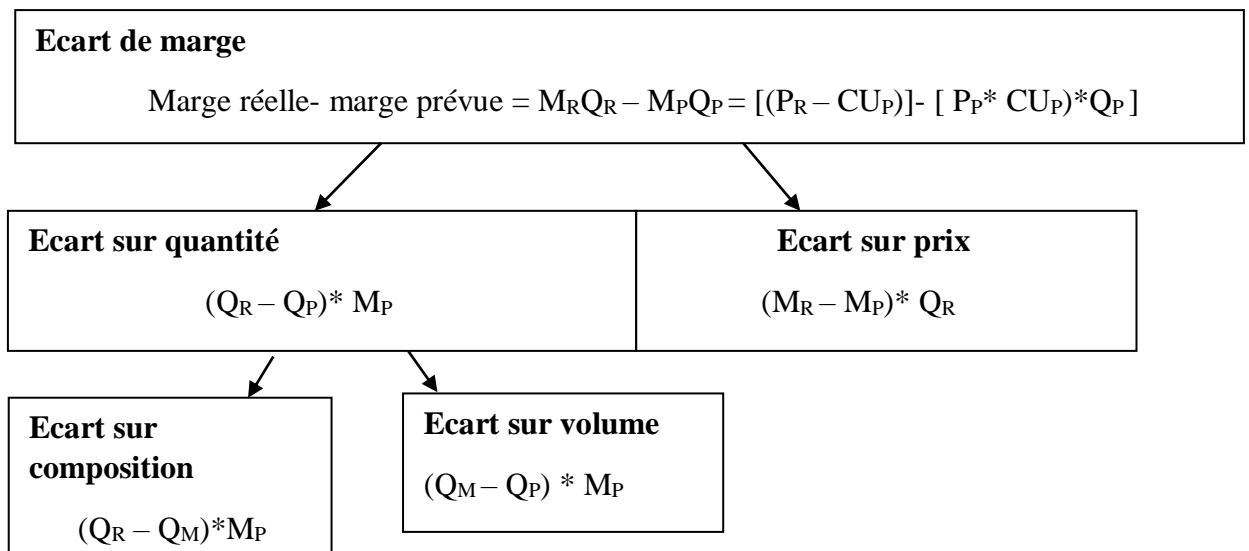 Ecart de marge
Marge réelle- marge prévue = MRQR – MPQP = [(PR – CUP)]- [ PP* CUP)*QP ]
Ecart sur quantité
(QR – QP)* MP
Ecart sur prix
(MR – MP)* QR
Ecart sur
composition
(QR – QM)*MP
Ecart sur volume
(QM – QP) * MP